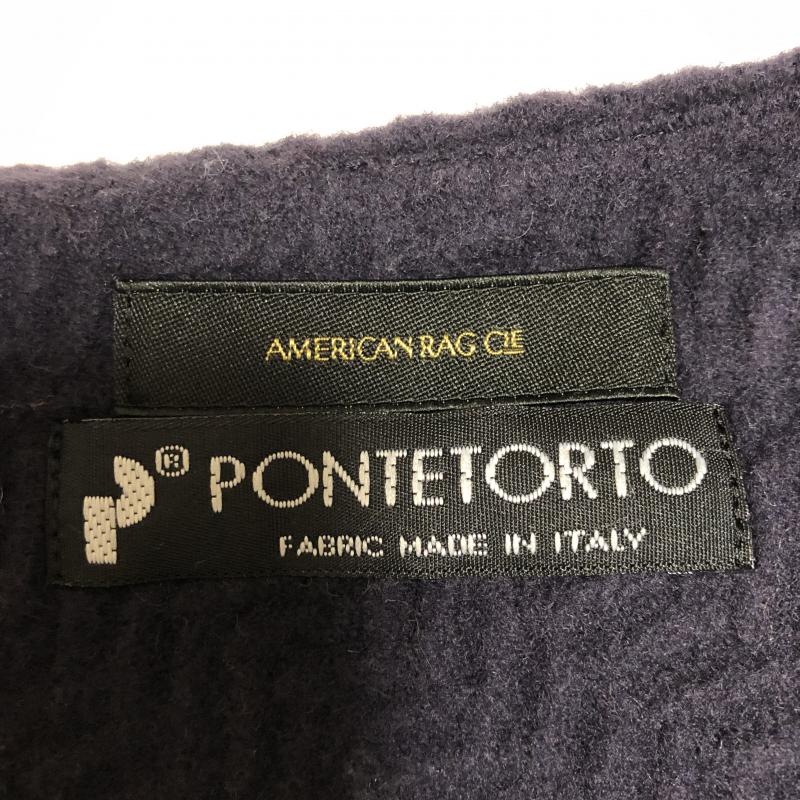 AMERICAN RAG CIE
® PONTETORTO
FABRIC MADE IN ITALY